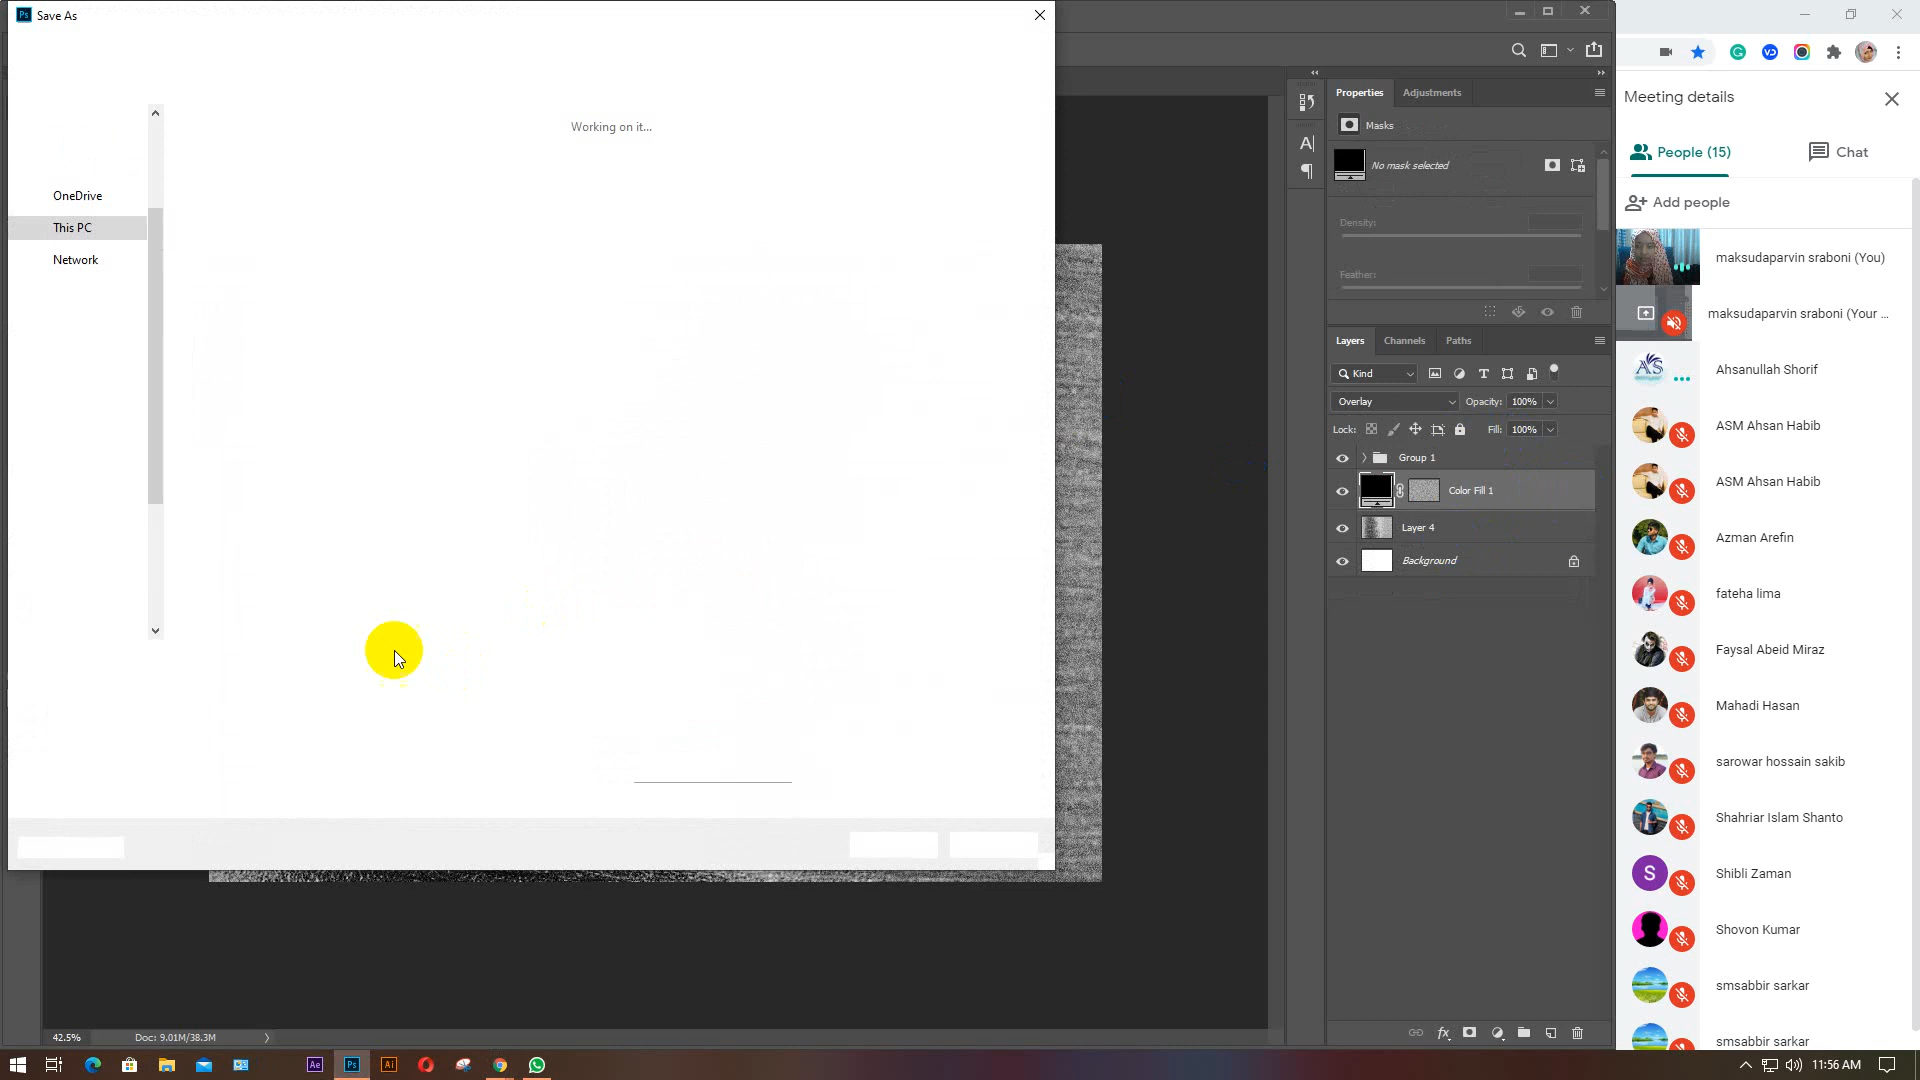 Save As
Working on it...
OneDrive
This PC
Network
Properties
Adjustments
Masks
No mask selected
Density:
Feather:
Layers
Channels
Paths
Kind
Overlay
Opacity: 100%
Lock:
Fill: 100%
Group 1
Color Fill 1
Layer 4
Background
42.5%
Doc: 9.01M/38.3M
Meeting details
People (15)
Chat
Add people
maksudaparvin sraboni (You)
maksudaparvin sraboni (Your ...
Ahsanullah Shorif
ASM Ahsan Habib
ASM Ahsan Habib
Azman Arefin
fateha lima
Faysal Abeid Miraz
Mahadi Hasan
sarowar hossain sakib
Shahriar Islam Shanto
S
Shibli Zaman
Shovon Kumar
smsabbir sarkar
smsabbir sarkar
Ae
Ps
Ai
11:56 AM